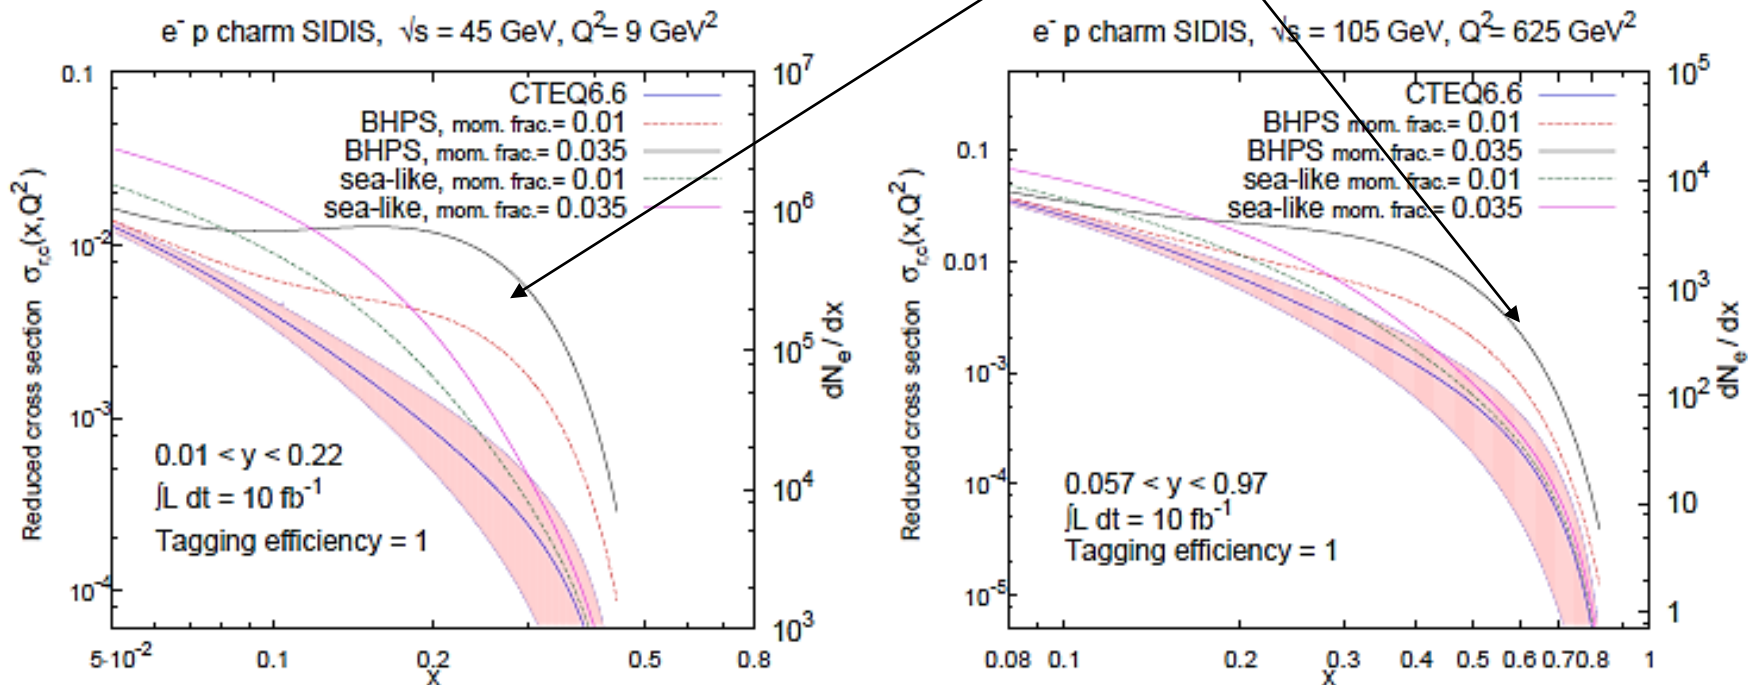 e⁻ p charm SIDIS, √s = 45 GeV, Q²= 9 GeV²
0.1
10⁻²
10⁻³
10⁻⁴
Reduced cross section σr,c(x,Q²)
CTEQ6.6
BHPS, mom. frac.= 0.01
BHPS, mom. frac.= 0.035
sea-like, mom. frac.= 0.01
sea-like, mom. frac.= 0.035
0.01 < y < 0.22
∫L dt = 10 fb⁻¹
Tagging efficiency = 1
10⁷
10⁶
10⁵
10⁴
10³
dNe / dx
5·10⁻² 0.1 0.2 0.5 0.8
x
e⁻ p charm SIDIS, √s = 105 GeV, Q²= 625 GeV²
0.1
0.01
10⁻³
10⁻⁴
10⁻⁵
Reduced cross section σr,c(x,Q²)
CTEQ6.6
BHPS mom. frac.= 0.01
BHPS mom. frac.= 0.035
sea-like mom. frac.= 0.01
sea-like mom. frac.= 0.035
0.057 < y < 0.97
∫L dt = 10 fb⁻¹
Tagging efficiency = 1
10⁵
10⁴
10³
10²
10
1
dNe / dx
0.08 0.1 0.2 0.3 0.4 0.5 0.6 0.7 0.8 1
x